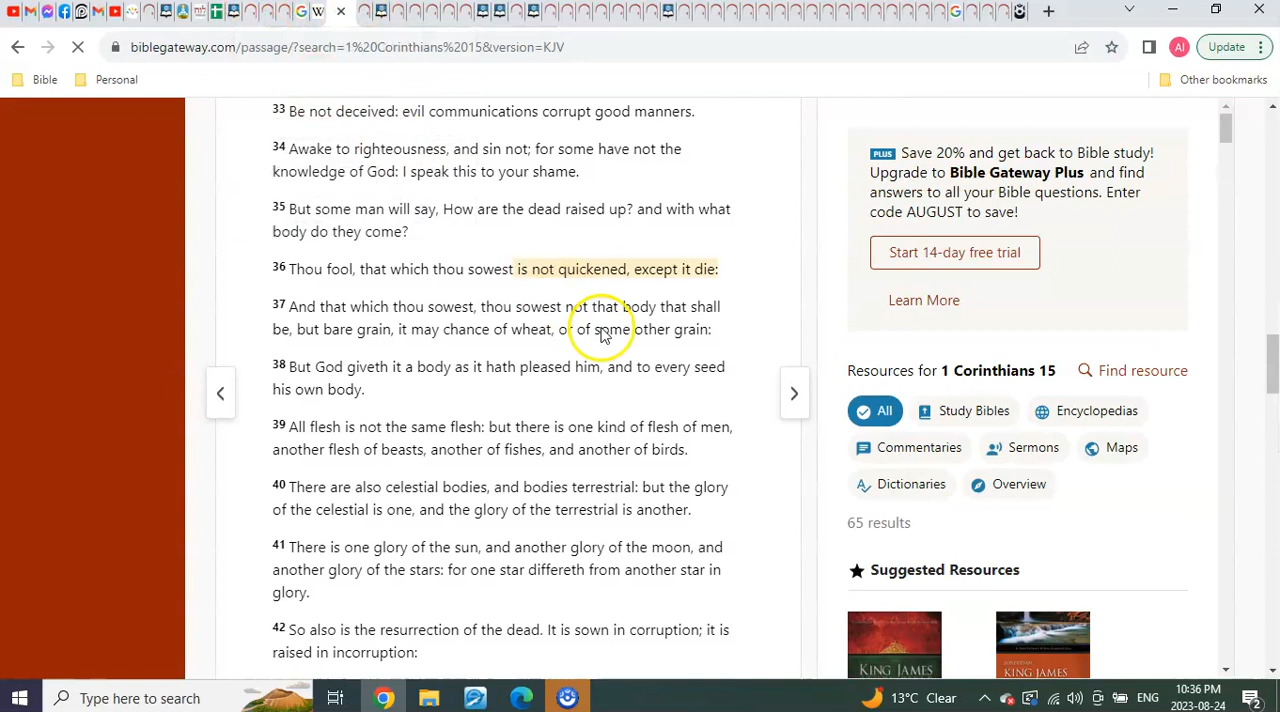 biblegateway.com/passage/?search=1%20Corinthians%2015&version=KJV
AI
Update
Bible
Personal
Other bookmarks
33 Be not deceived: evil communications corrupt good manners.
34 Awake to righteousness, and sin not; for some have not the
knowledge of God: I speak this to your shame.
35 But some man will say, How are the dead raised up? and with what
body do they come?
36 Thou fool, that which thou sowest is not quickened, except it die:
37 And that which thou sowest, thou sowest not that body that shall
be, but bare grain, it may chance of wheat, or of some other grain:
38 But God giveth it a body as it hath pleased him, and to every seed
his own body.
39 All flesh is not the same flesh: but there is one kind of flesh of men,
another flesh of beasts, another of fishes, and another of birds.
40 There are also celestial bodies, and bodies terrestrial: but the glory
of the celestial is one, and the glory of the terrestrial is another.
41 There is one glory of the sun, and another glory of the moon, and
another glory of the stars: for one star differeth from another star in
glory.
42 So also is the resurrection of the dead. It is sown in corruption; it is
raised in incorruption:
PLUS Save 20% and get back to Bible study!
Upgrade to Bible Gateway Plus and find
answers to all your Bible questions. Enter
code AUGUST to save!
Start 14-day free trial
Learn More
Resources for 1 Corinthians 15
Find resource
All
Study Bibles
Encyclopedias
Commentaries
Sermons
Maps
Dictionaries
Overview
65 results
Suggested Resources
KING JAMES
KING JAMES
Type here to search
13°C Clear
ENG
10:36 PM
2023-08-24
2